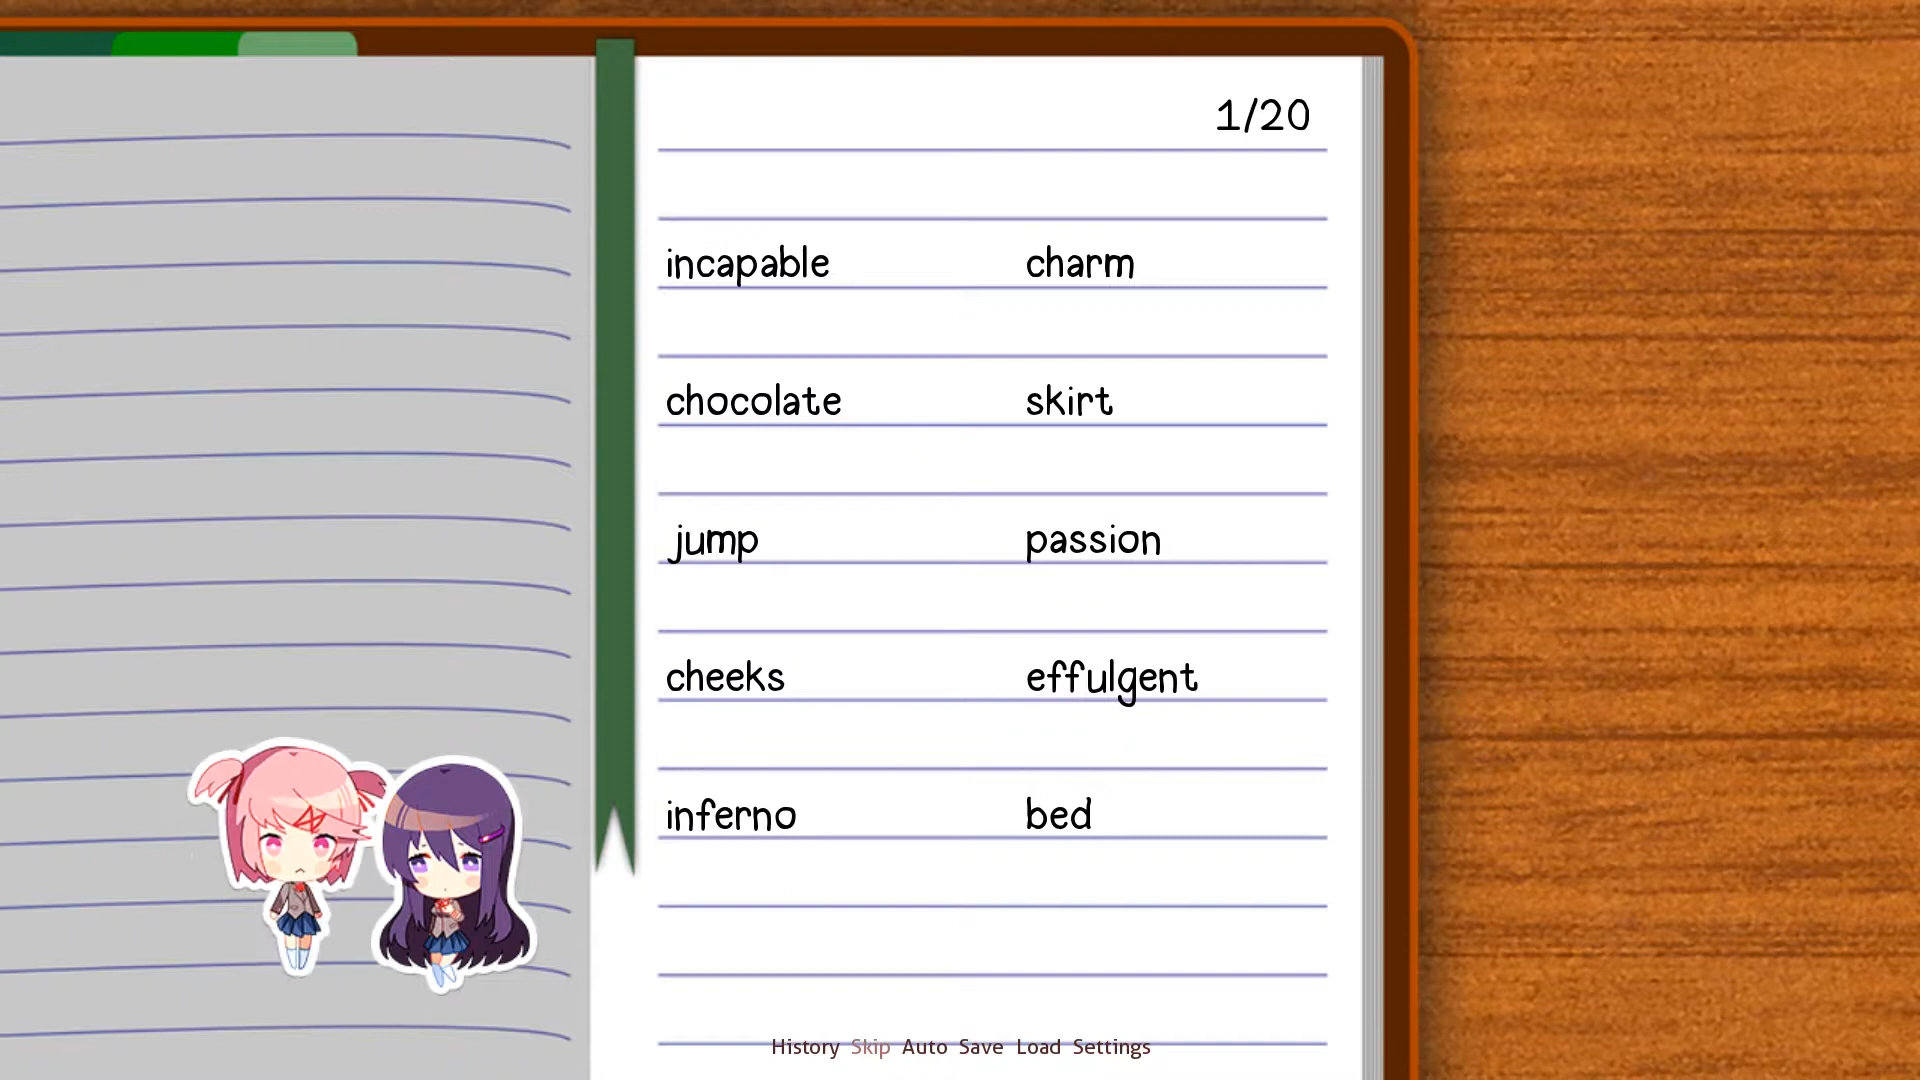 1/20
incapable charm
chocolate skirt
jump passion
cheeks effulgent
inferno bed
History Skip Auto Save Load Settings